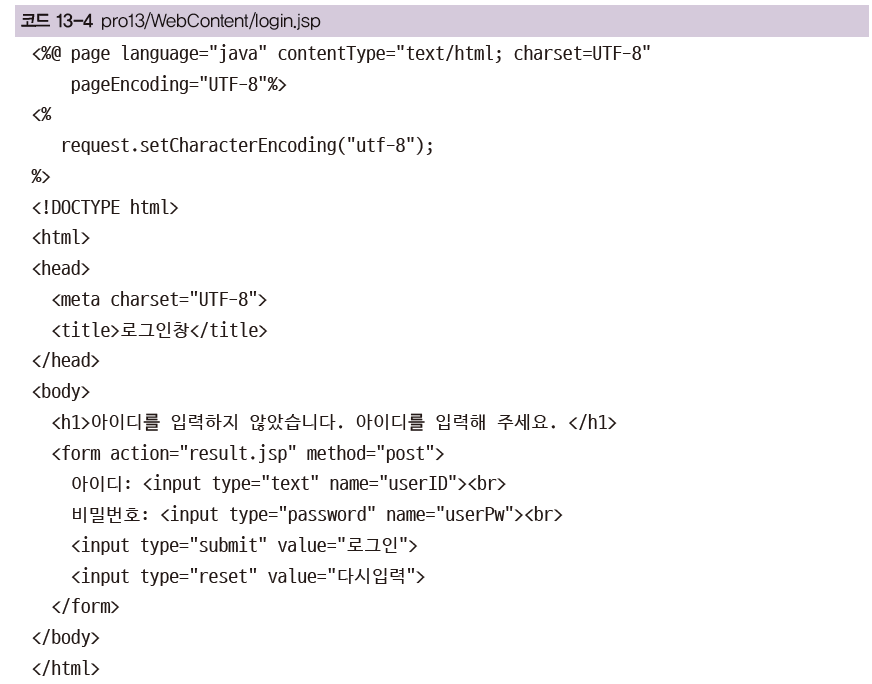 코드 13-4 pro13/WebContent/login.jsp
<%@ page language="java" contentType="text/html; charset=UTF-8"
pageEncoding="UTF-8"%>
<%
request.setCharacterEncoding("utf-8");
%>
<!DOCTYPE html>
<html>
<head>
<meta charset="UTF-8">
<title>로그인창</title>
</head>
<body>
<h1>아이디를 입력하지 않았습니다. 아이디를 입력해 주세요. </h1>
<form action="result.jsp" method="post">
아이디: <input type="text" name="userID"><br>
비밀번호: <input type="password" name="userPw"><br>
<input type="submit" value="로그인">
<input type="reset" value="다시입력">
</form>
</body>
</html>